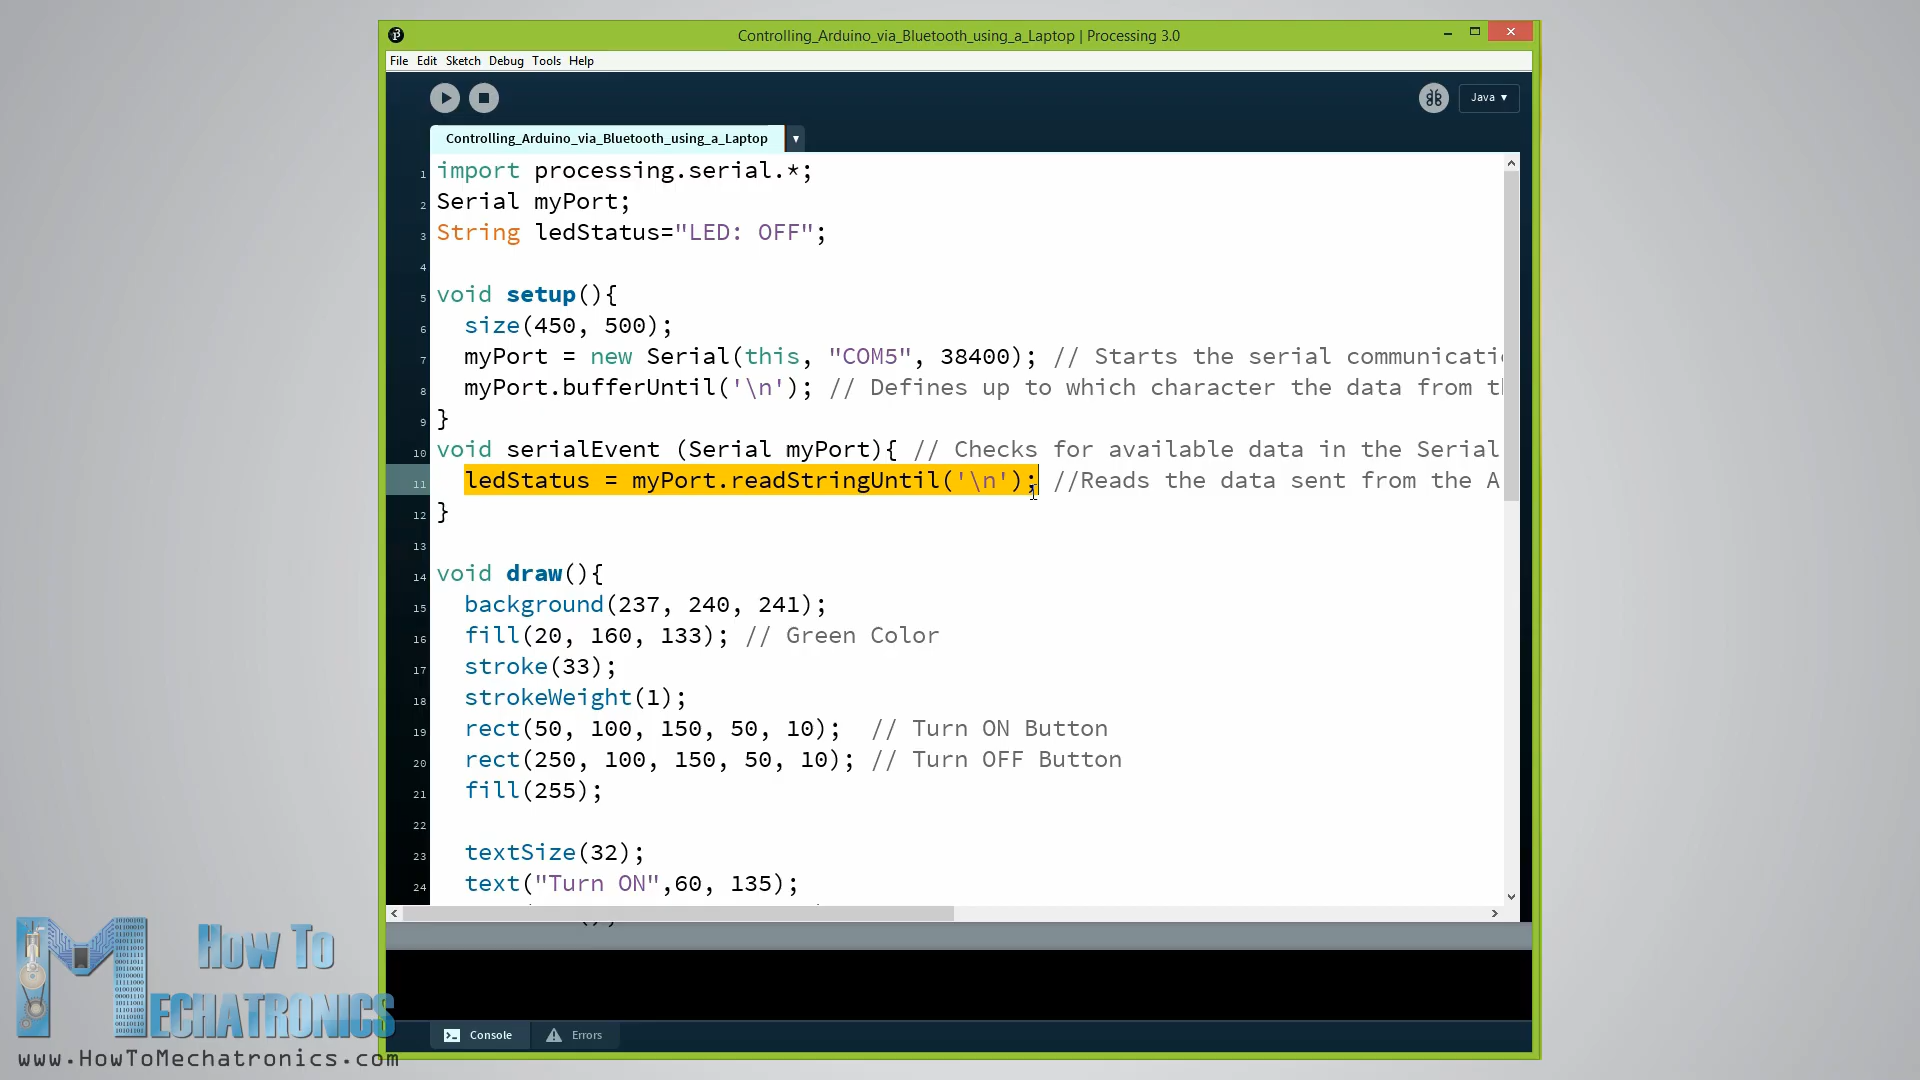 Controlling_Arduino_via_Bluetooth_using_a_Laptop | Processing 3.0
File Edit Sketch Debug Tools Help
Java ▾
Controlling_Arduino_via_Bluetooth_using_a_Laptop
1 import processing.serial.*;
2 Serial myPort;
3 String ledStatus="LED: OFF";
4
5 void setup(){
6   size(450, 500);
7   myPort = new Serial(this, "COM5", 38400); // Starts the serial communicatio
8   myPort.bufferUntil('\n'); // Defines up to which character the data from th
9 }
10 void serialEvent (Serial myPort){ // Checks for available data in the Serial
11   ledStatus = myPort.readStringUntil('\n'); //Reads the data sent from the A
12 }
13
14 void draw(){
15   background(237, 240, 241);
16   fill(20, 160, 133); // Green Color
17   stroke(33);
18   strokeWeight(1);
19   rect(50, 100, 150, 50, 10);  // Turn ON Button
20   rect(250, 100, 150, 50, 10); // Turn OFF Button
21   fill(255);
22
23   textSize(32);
24   text("Turn ON",60, 135);
Console Errors
How To
MECHATRONICS
www.HowToMechatronics.com